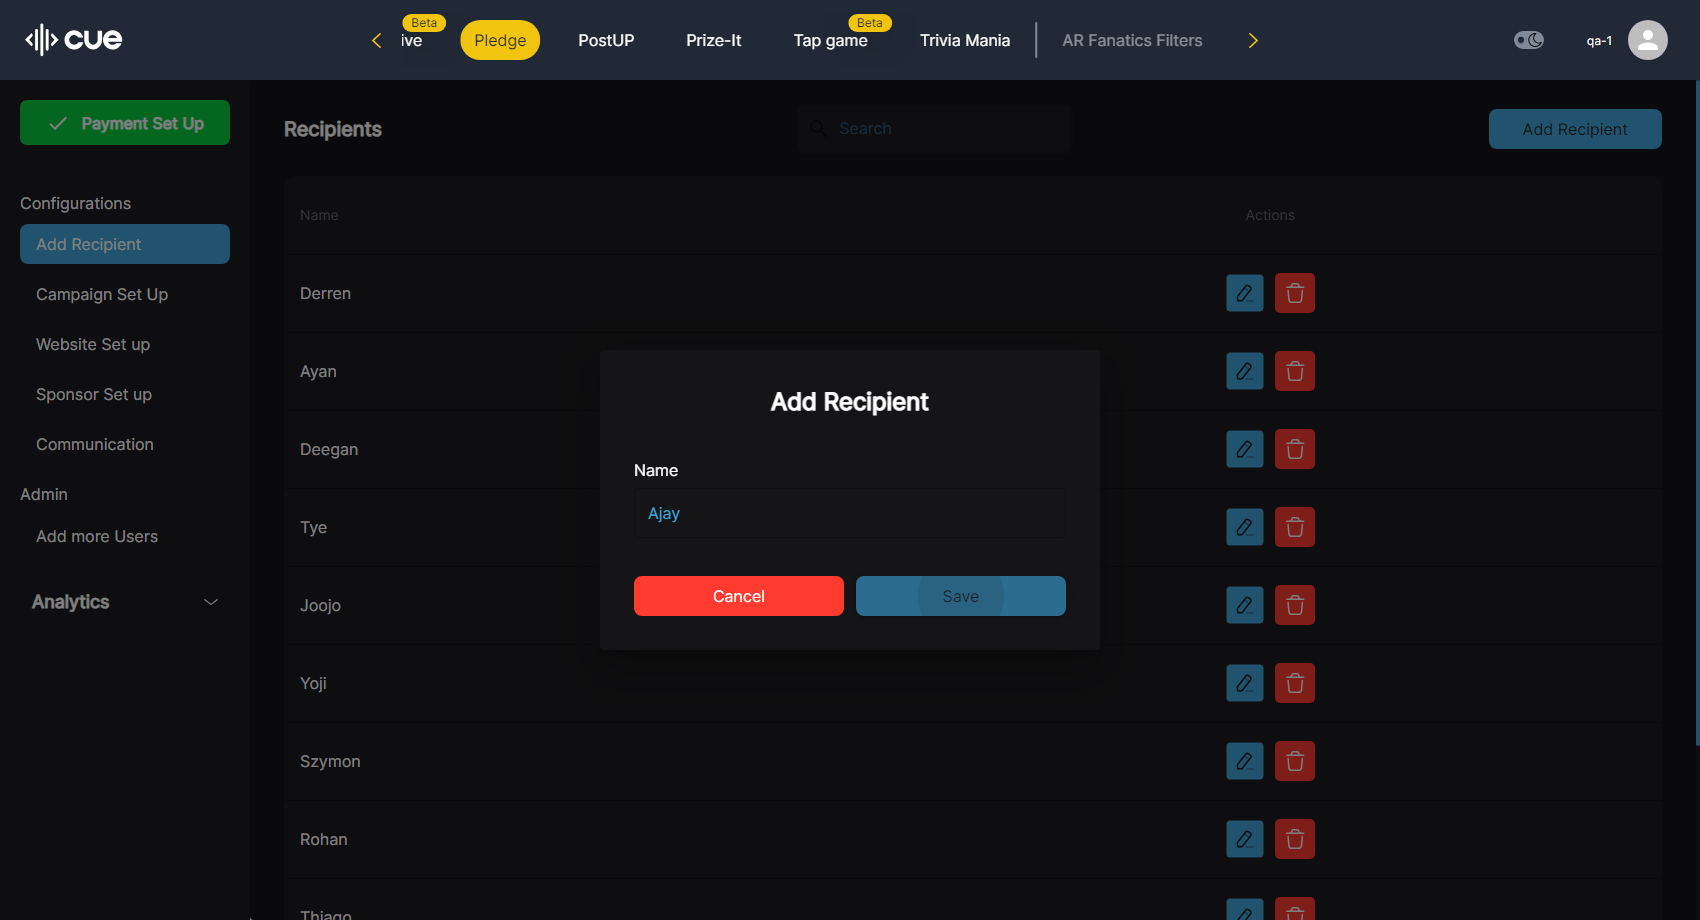 cue
Beta
ive
Pledge
PostUP
Prize-It
Beta
Tap game
Trivia Mania
AR Fanatics Filters
qa-1
Payment Set Up
Configurations
Add Recipient
Campaign Set Up
Website Set up
Sponsor Set up
Communication
Admin
Add more Users
Analytics
Recipients
Search
Add Recipient
Name
Actions
Derren
Ayan
Deegan
Tye
Joojo
Yoji
Szymon
Rohan
Thiago
Add Recipient
Name
Ajay
Cancel
Save